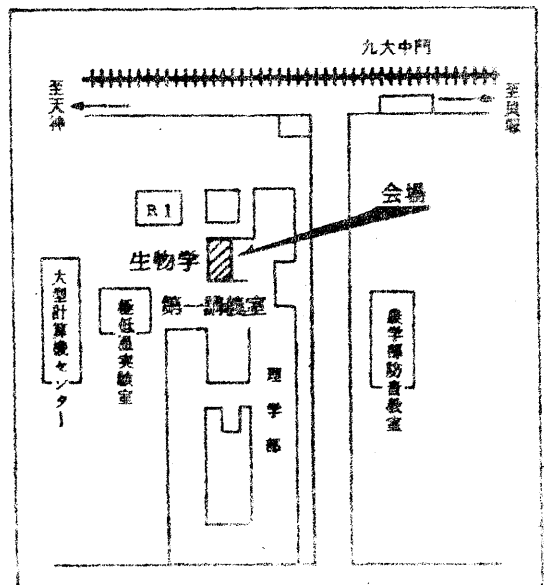 九大中門
至天神
至貝塚
会場
RI
生物学
第一講義室
大型計算機センター
極低温実験室
理学部
農学部防音教室